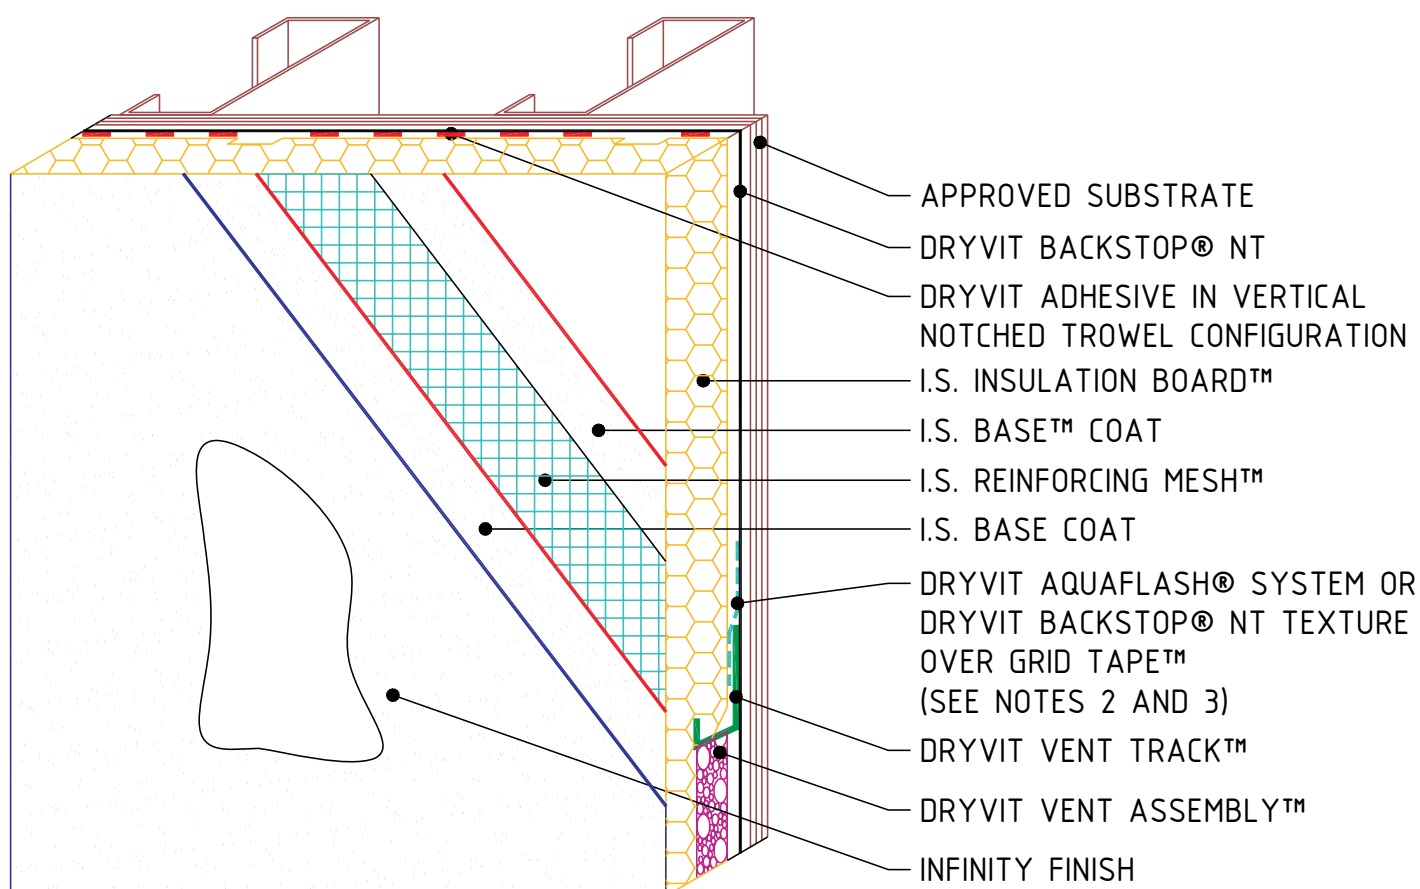 APPROVED SUBSTRATE
DRYVIT BACKSTOP® NT
DRYVIT ADHESIVE IN VERTICAL
NOTCHED TROWEL CONFIGURATION
I.S. INSULATION BOARD™
I.S. BASE™ COAT
I.S. REINFORCING MESH™
I.S. BASE COAT
DRYVIT AQUAFLASH® SYSTEM OR
DRYVIT BACKSTOP® NT TEXTURE
OVER GRID TAPE™
(SEE NOTES 2 AND 3)
DRYVIT VENT TRACK™
DRYVIT VENT ASSEMBLY™
INFINITY FINISH